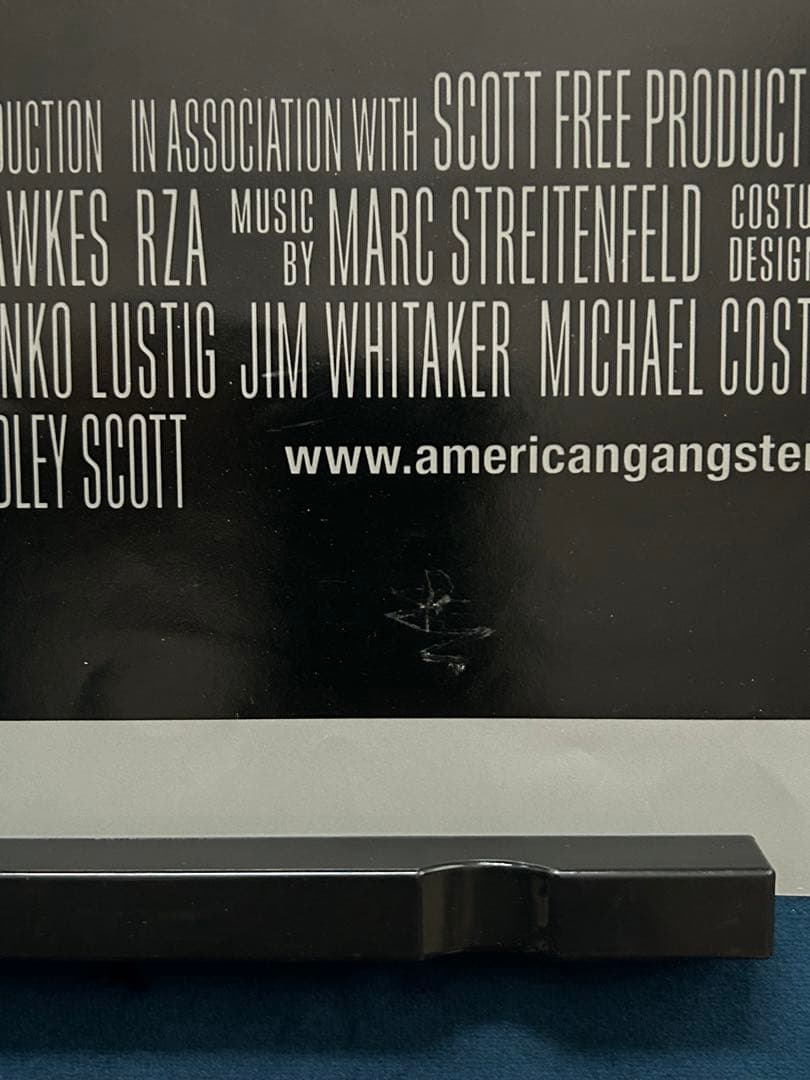 DUCTION IN ASSOCIATION WITH SCOTT FREE PRODUCT
AWKES RZA MUSIC BY MARC STREITENFELD COSTU DESIGN
NKO LUSTIG JIM WHITAKER MICHAEL COST
DLEY SCOTT www.americangangster